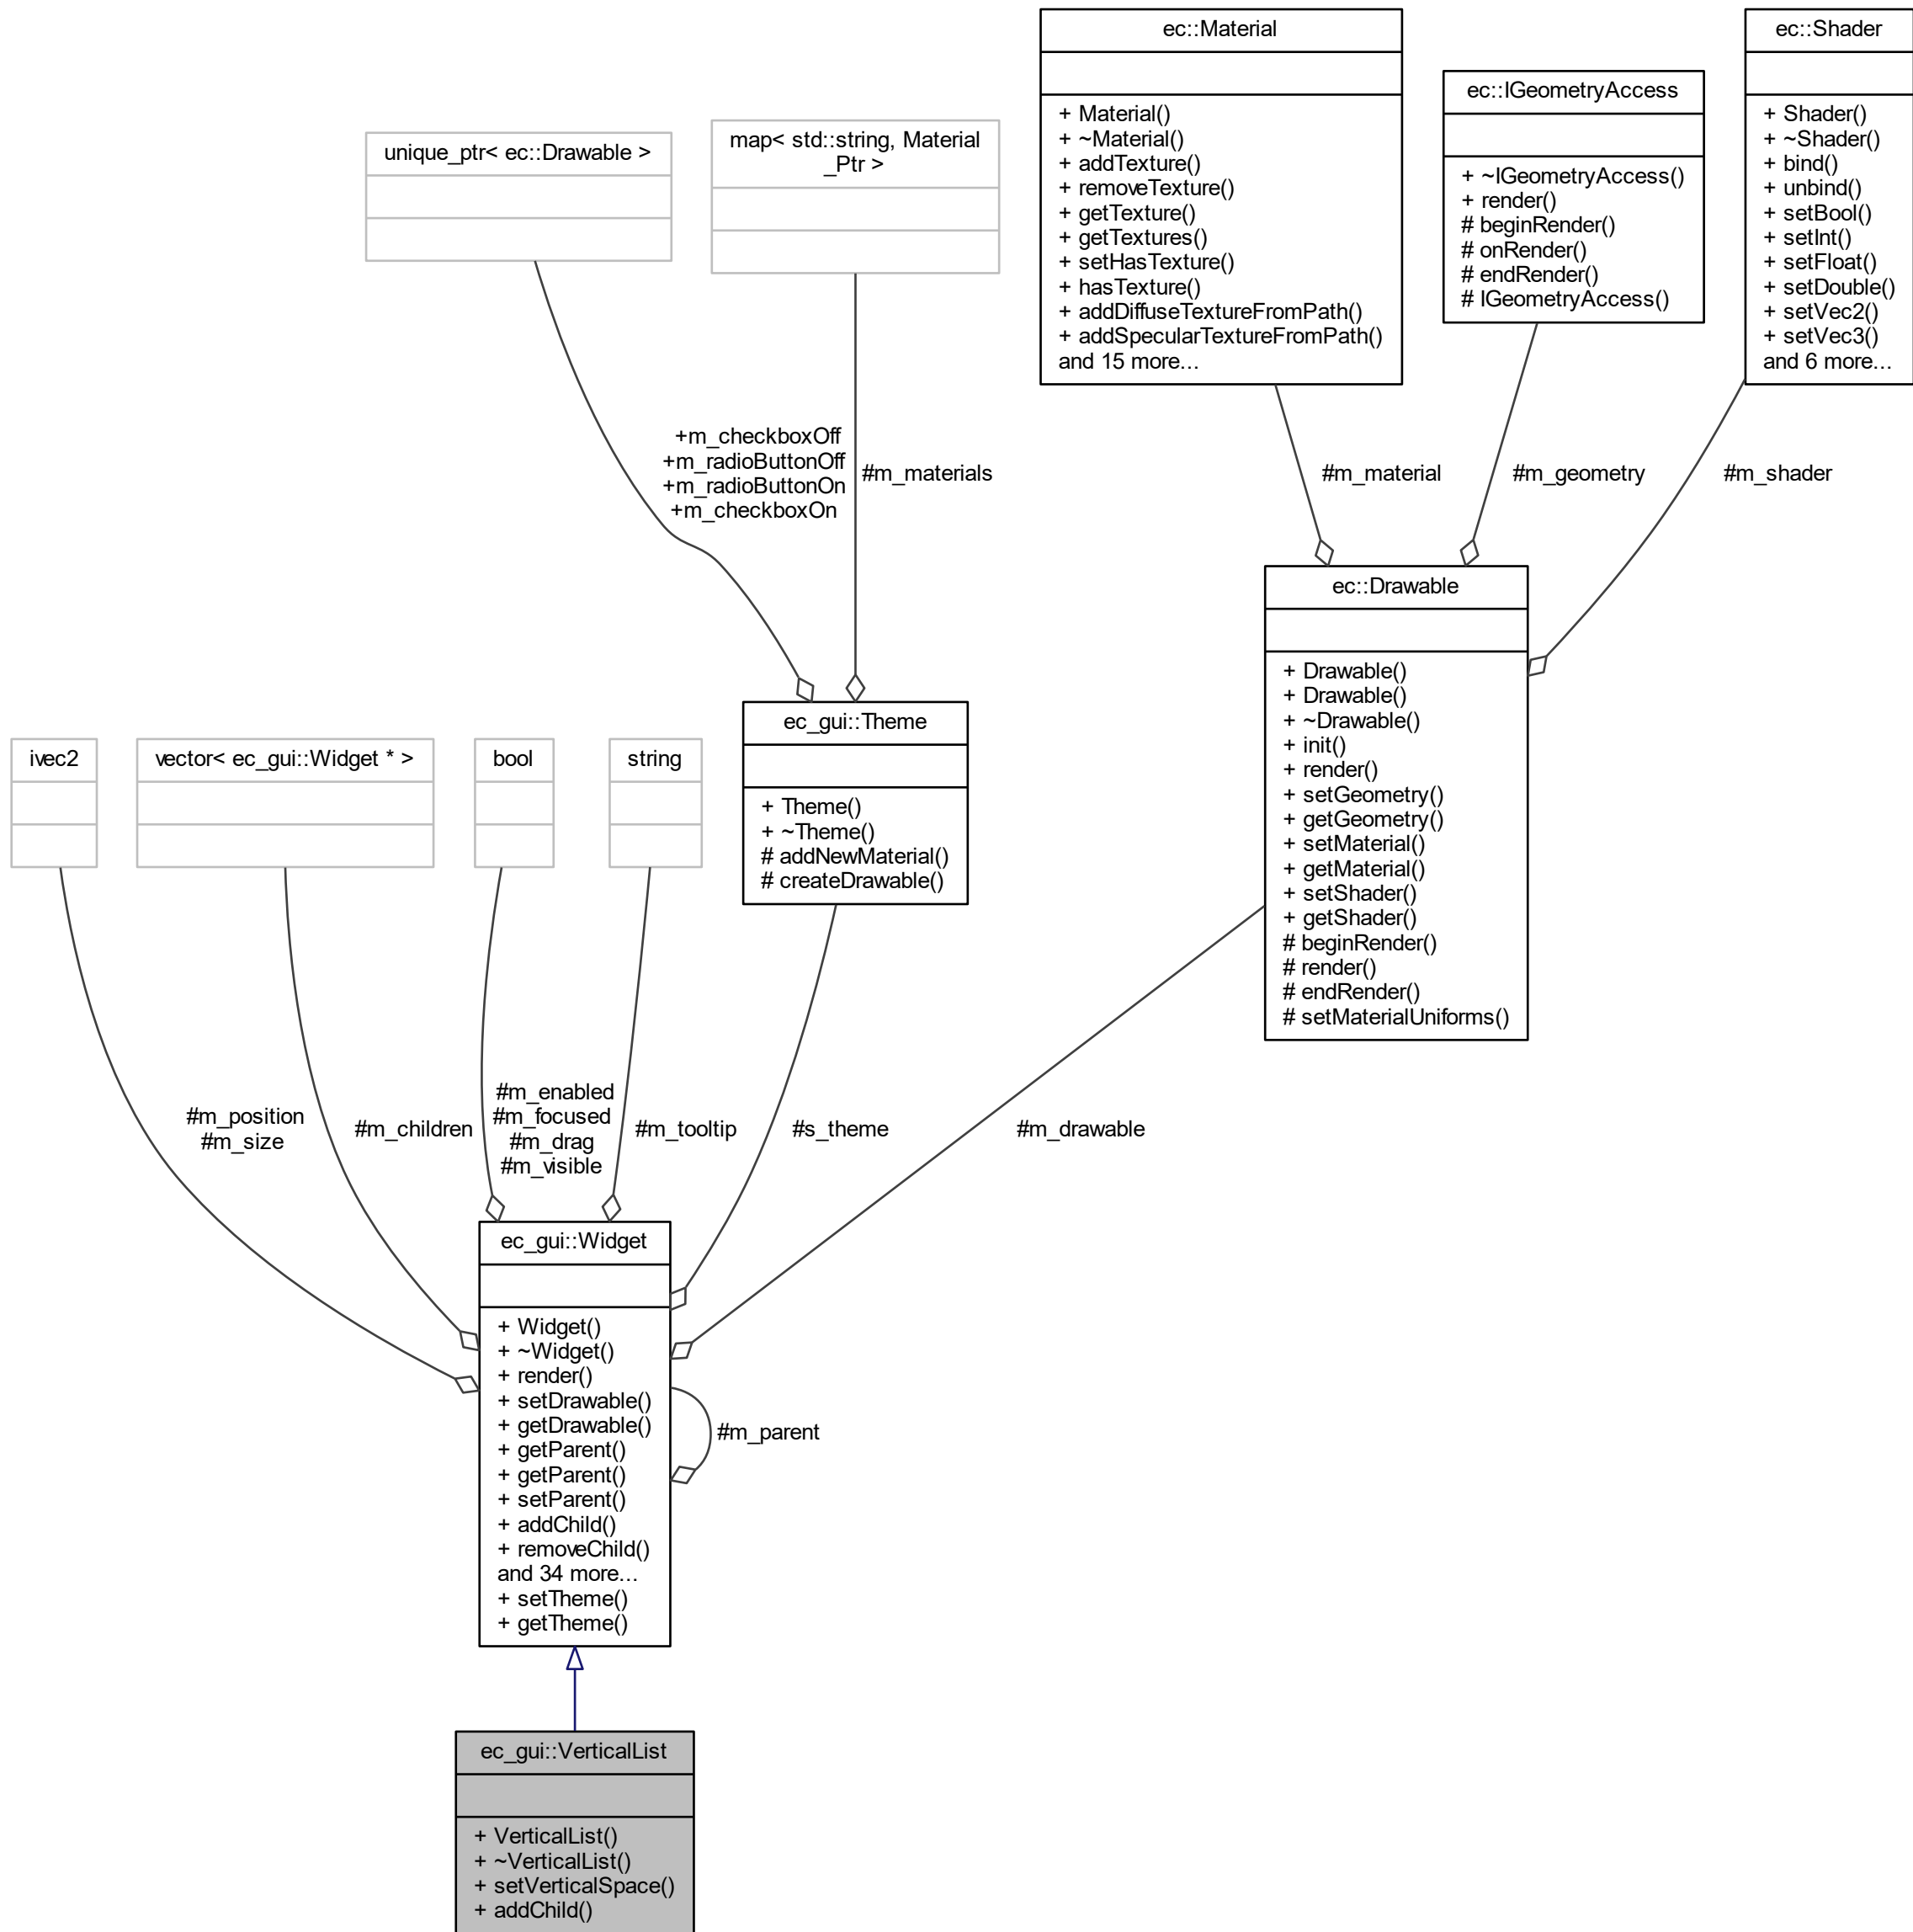 ec::Material
+ Material()
+ ~Material()
+ addTexture()
+ removeTexture()
+ getTexture()
+ getTextures()
+ setHasTexture()
+ hasTexture()
+ addDiffuseTextureFromPath()
+ addSpecularTextureFromPath()
and 15 more...
ec::IGeometryAccess
+ ~IGeometryAccess()
+ render()
# beginRender()
# onRender()
# endRender()
# IGeometryAccess()
ec::Shader
+ Shader()
+ ~Shader()
+ bind()
+ unbind()
+ setBool()
+ setInt()
+ setFloat()
+ setDouble()
+ setVec2()
+ setVec3()
and 6 more...
unique_ptr< ec::Drawable >
map< std::string, Material
_Ptr >
+m_checkboxOff
+m_radioButtonOff
+m_radioButtonOn
+m_checkboxOn
#m_materials
#m_material
#m_geometry
#m_shader
ec::Drawable
+ Drawable()
+ Drawable()
+ ~Drawable()
+ init()
+ render()
+ setGeometry()
+ getGeometry()
+ setMaterial()
+ getMaterial()
+ setShader()
+ getShader()
# beginRender()
# render()
# endRender()
# setMaterialUniforms()
ec_gui::Theme
+ Theme()
+ ~Theme()
# addNewMaterial()
# createDrawable()
ivec2
vector< ec_gui::Widget * >
bool
string
#m_position
#m_size
#m_children
#m_enabled
#m_focused
#m_drag
#m_visible
#m_tooltip
#s_theme
#m_drawable
ec_gui::Widget
+ Widget()
+ ~Widget()
+ render()
+ setDrawable()
+ getDrawable()
+ getParent()
+ getParent()
+ setParent()
+ addChild()
+ removeChild()
and 34 more...
+ setTheme()
+ getTheme()
#m_parent
ec_gui::VerticalList
+ VerticalList()
+ ~VerticalList()
+ setVerticalSpace()
+ addChild()